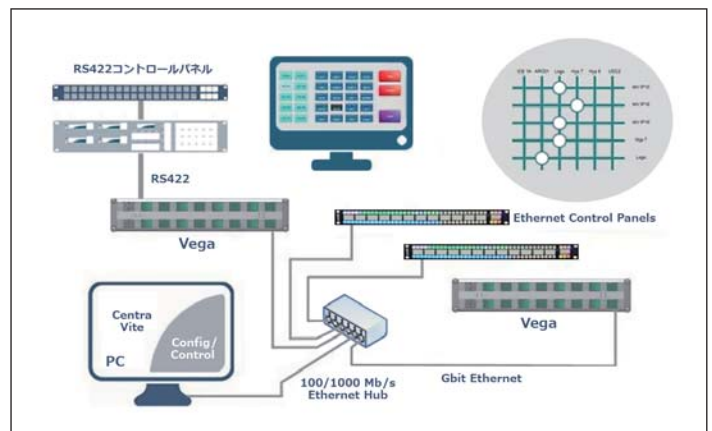 RS422コントロールパネル
RS422
Vega
Ethernet Control Panels
Vega
Centra
Vite
Config/
Control
PC
100/1000 Mb/s
Ethernet Hub
Gbit Ethernet